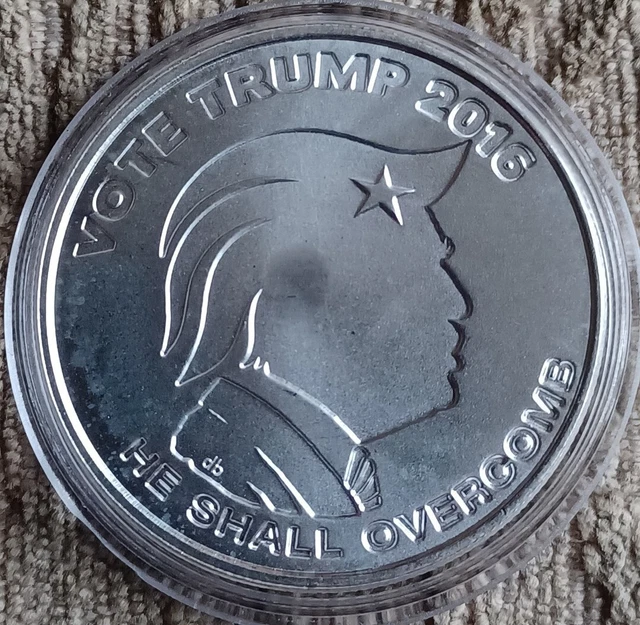 VOTE TRUMP 2016
HE SHALL OVERCOMB
db